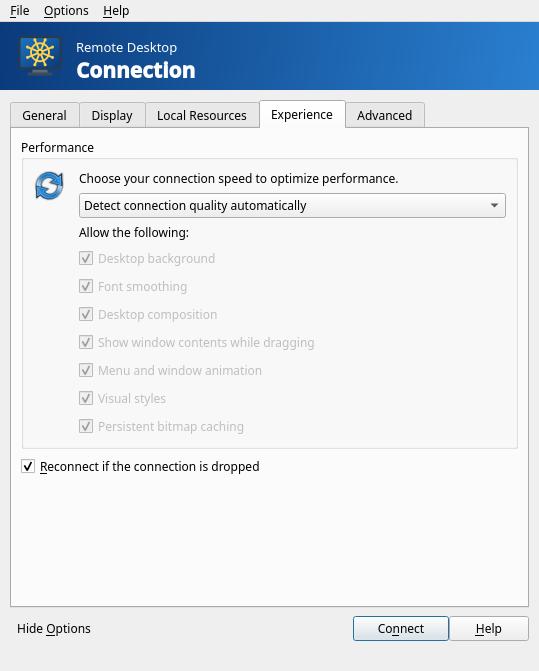 File Options Help
Remote Desktop
Connection
General Display Local Resources Experience Advanced
Performance
Choose your connection speed to optimize performance.
Detect connection quality automatically
Allow the following:
Desktop background
Font smoothing
Desktop composition
Show window contents while dragging
Menu and window animation
Visual styles
Persistent bitmap caching
Reconnect if the connection is dropped
Hide Options Connect Help